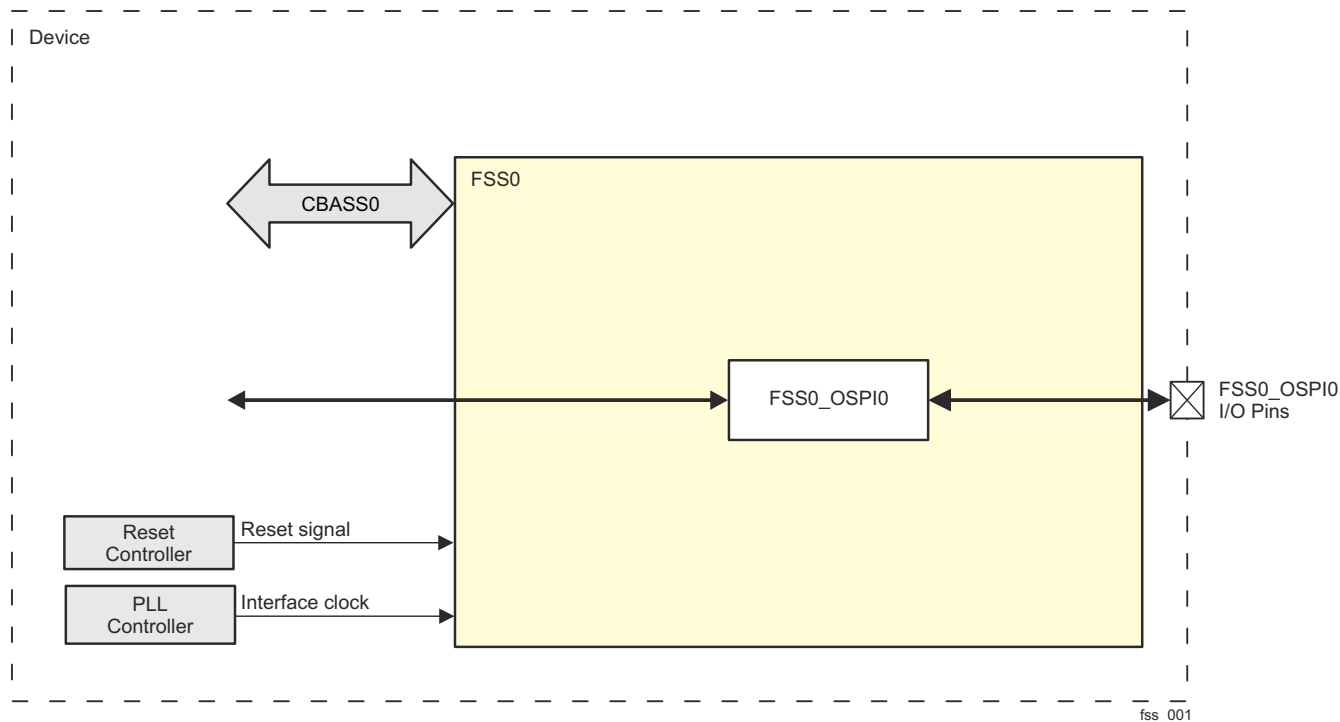 Device
FSS0
CBASS0
FSS0_OSPI0
FSS0_OSPI0
I/O Pins
Reset
Controller
Reset signal
PLL
Controller
Interface clock
fss_001